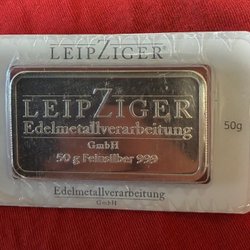 LEIPZIGER®
LEIPZIGER
Edelmetallverarbeitung
GmbH
50 g Feinsilber 999
50g
Edelmetallverarbeitung
GmbH